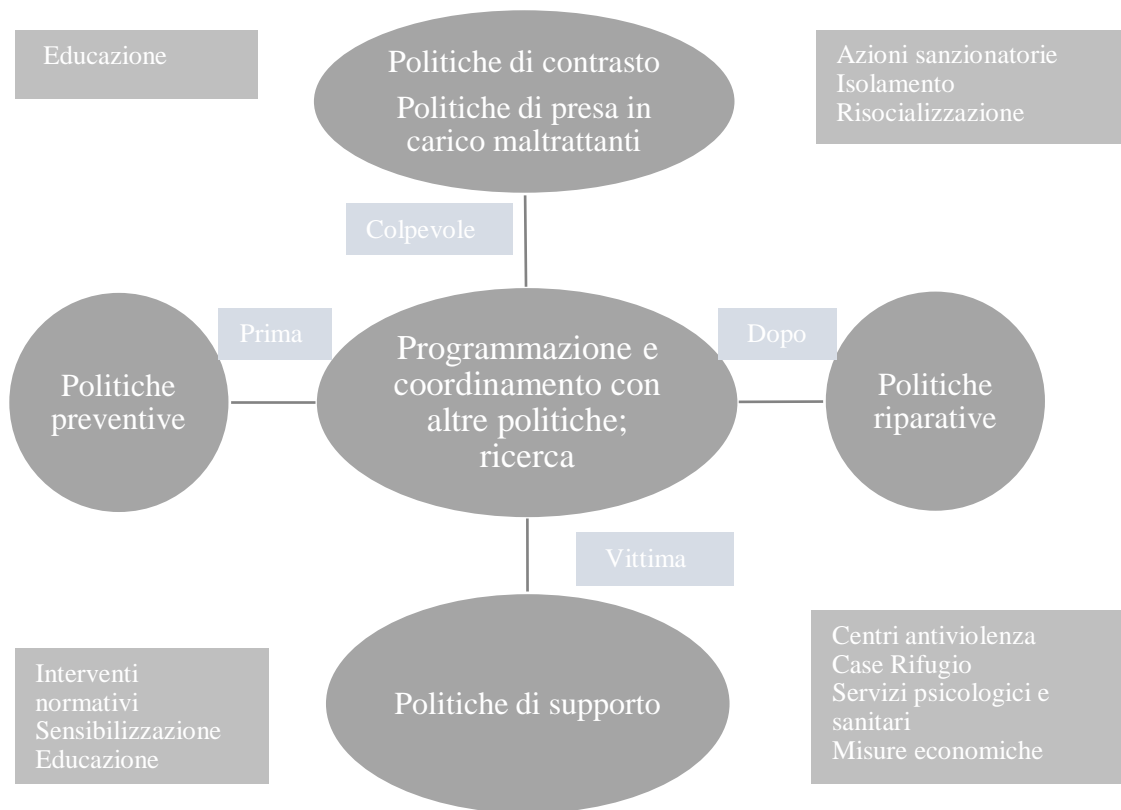 Educazione
Politiche di contrasto
Politiche di presa in
carico maltrattanti
Azioni sanzionatorie
Isolamento
Risocializzazione
Colpevole
Prima
Dopo
Politiche
preventive
Programmazione e
coordinamento con
altre politiche;
ricerca
Politiche
riparative
Vittima
Interventi
normativi
Sensibilizzazione
Educazione
Politiche di supporto
Centri antiviolenza
Case Rifugio
Servizi psicologici e
sanitari
Misure economiche